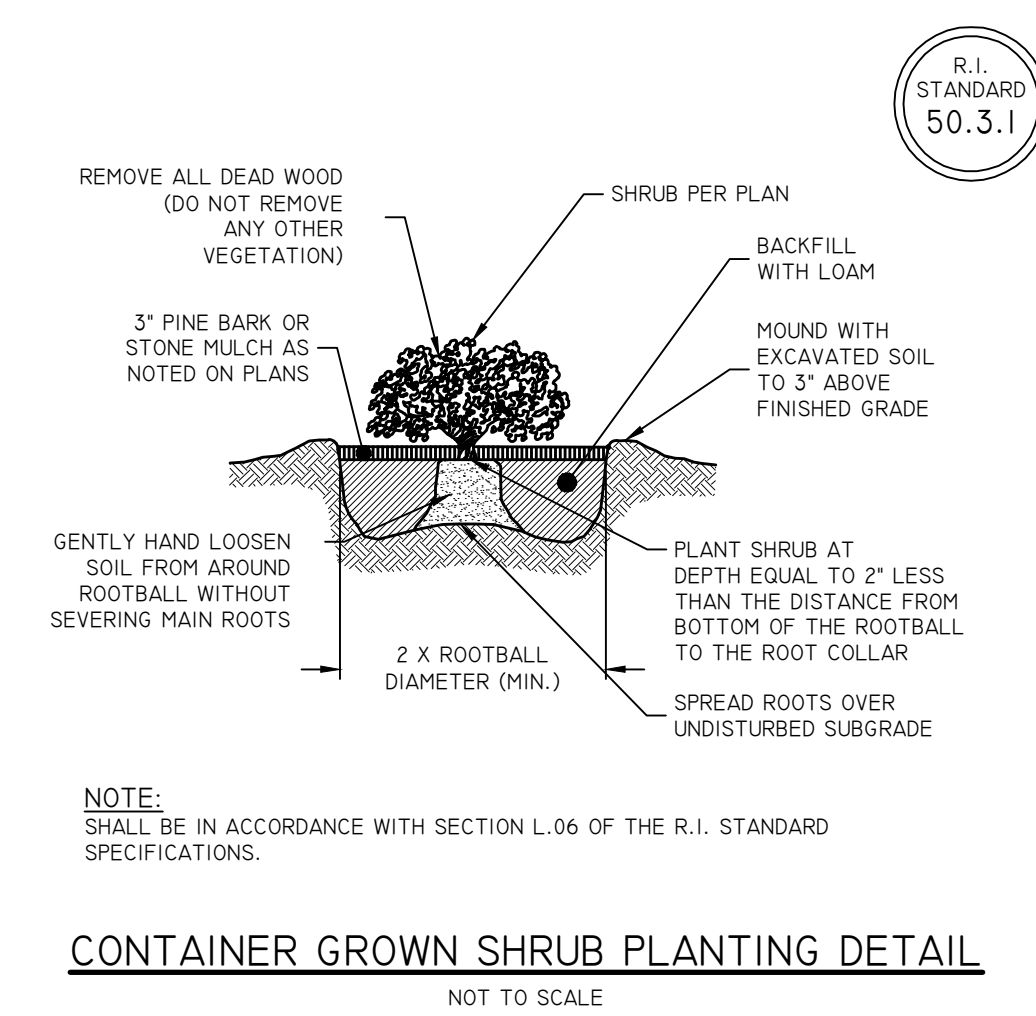 R.I.
STANDARD
50.3.1
REMOVE ALL DEAD WOOD
(DO NOT REMOVE
ANY OTHER
VEGETATION)
SHRUB PER PLAN
BACKFILL
WITH LOAM
3" PINE BARK OR
STONE MULCH AS
NOTED ON PLANS
MOUND WITH
EXCAVATED SOIL
TO 3" ABOVE
FINISHED GRADE
GENTLY HAND LOOSEN
SOIL FROM AROUND
ROOTBALL WITHOUT
SEVERING MAIN ROOTS
PLANT SHRUB AT
DEPTH EQUAL TO 2" LESS
THAN THE DISTANCE FROM
BOTTOM OF THE ROOTBALL
TO THE ROOT COLLAR
2 X ROOTBALL
DIAMETER (MIN.)
SPREAD ROOTS OVER
UNDISTURBED SUBGRADE
NOTE:
SHALL BE IN ACCORDANCE WITH SECTION L.06 OF THE R.I. STANDARD
SPECIFICATIONS.
CONTAINER GROWN SHRUB PLANTING DETAIL
NOT TO SCALE